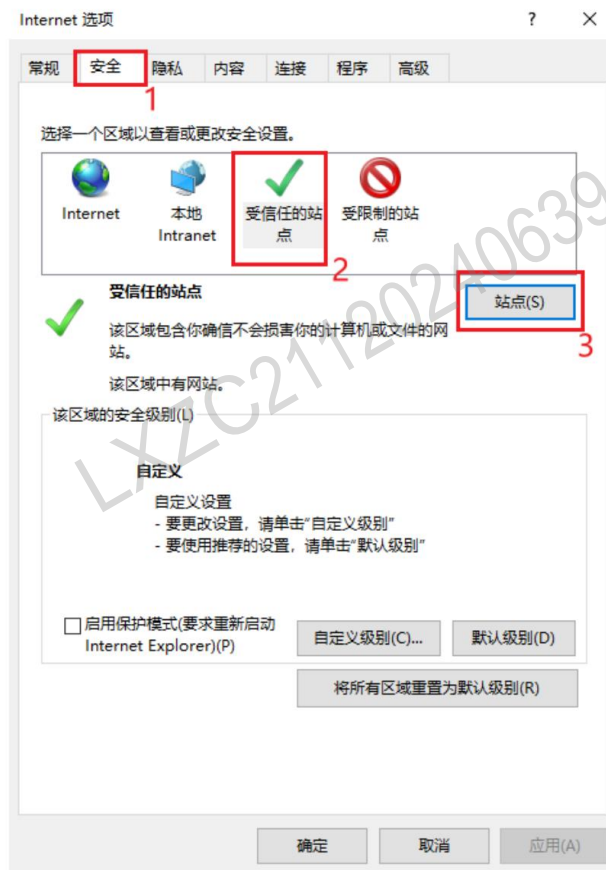 Internet 选项
? ×
常规 安全 隐私 内容 连接 程序 高级
1
选择一个区域以查看或更改安全设置。
Internet
本地
Intranet
受信任的站
点
受限制的站
点
2
受信任的站点
站点(S)
3
该区域包含你确信不会损害你的计算机或文件的网
站。
该区域中有网站。
该区域的安全级别(L)
自定义
自定义设置
- 要更改设置，请单击"自定义级别"
- 要使用推荐的设置，请单击"默认级别"
启用保护模式(要求重新启动
Internet Explorer)(P)
自定义级别(C)... 默认级别(D)
将所有区域重置为默认级别(R)
确定 取消 应用(A)
LXZC21120240639